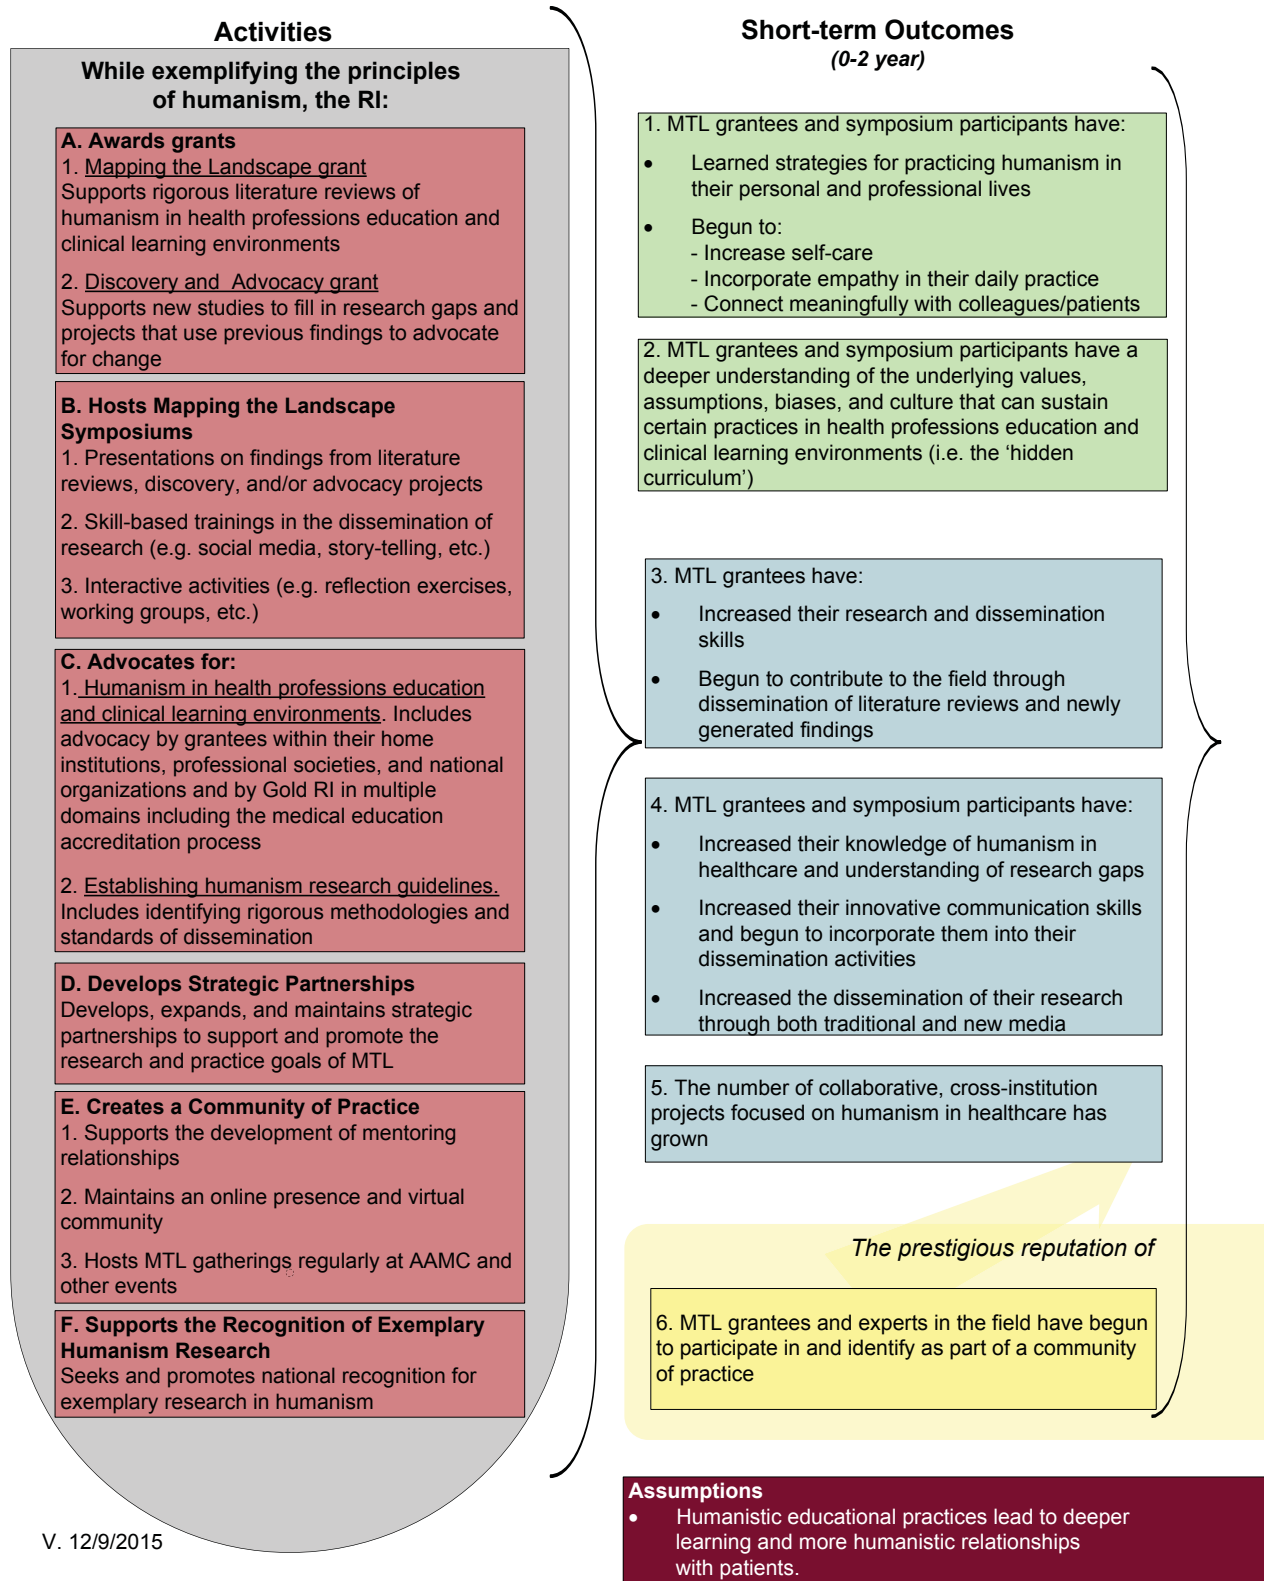 Activities
While exemplifying the principles
of humanism, the RI:
A. Awards grants
1. Mapping the Landscape grant
Supports rigorous literature reviews of
humanism in health professions education and
clinical learning environments
2. Discovery and Advocacy grant
Supports new studies to fill in research gaps and
projects that use previous findings to advocate
for change
B. Hosts Mapping the Landscape
Symposiums
1. Presentations on findings from literature
reviews, discovery, and/or advocacy projects
2. Skill-based trainings in the dissemination of
research (e.g. social media, story-telling, etc.)
3. Interactive activities (e.g. reflection exercises,
working groups, etc.)
C. Advocates for:
1. Humanism in health professions education
and clinical learning environments. Includes
advocacy by grantees within their home
institutions, professional societies, and national
organizations and by Gold RI in multiple
domains including the medical education
accreditation process
2. Establishing humanism research guidelines.
Includes identifying rigorous methodologies and
standards of dissemination
D. Develops Strategic Partnerships
Develops, expands, and maintains strategic
partnerships to support and promote the
research and practice goals of MTL
E. Creates a Community of Practice
1. Supports the development of mentoring
relationships
2. Maintains an online presence and virtual
community
3. Hosts MTL gatherings regularly at AAMC and
other events
F. Supports the Recognition of Exemplary
Humanism Research
Seeks and promotes national recognition for
exemplary research in humanism
V. 12/9/2015
Short-term Outcomes
(0-2 year)
1. MTL grantees and symposium participants have:
• Learned strategies for practicing humanism in
their personal and professional lives
• Begun to:
- Increase self-care
- Incorporate empathy in their daily practice
- Connect meaningfully with colleagues/patients
2. MTL grantees and symposium participants have a
deeper understanding of the underlying values,
assumptions, biases, and culture that can sustain
certain practices in health professions education and
clinical learning environments (i.e. the ‘hidden
curriculum’)
3. MTL grantees have:
• Increased their research and dissemination
skills
• Begun to contribute to the field through
dissemination of literature reviews and newly
generated findings
4. MTL grantees and symposium participants have:
• Increased their knowledge of humanism in
healthcare and understanding of research gaps
• Increased their innovative communication skills
and begun to incorporate them into their
dissemination activities
• Increased the dissemination of their research
through both traditional and new media
5. The number of collaborative, cross-institution
projects focused on humanism in healthcare has
grown
The prestigious reputation of
6. MTL grantees and experts in the field have begun
to participate in and identify as part of a community
of practice
Assumptions
• Humanistic educational practices lead to deeper
learning and more humanistic relationships
with patients.